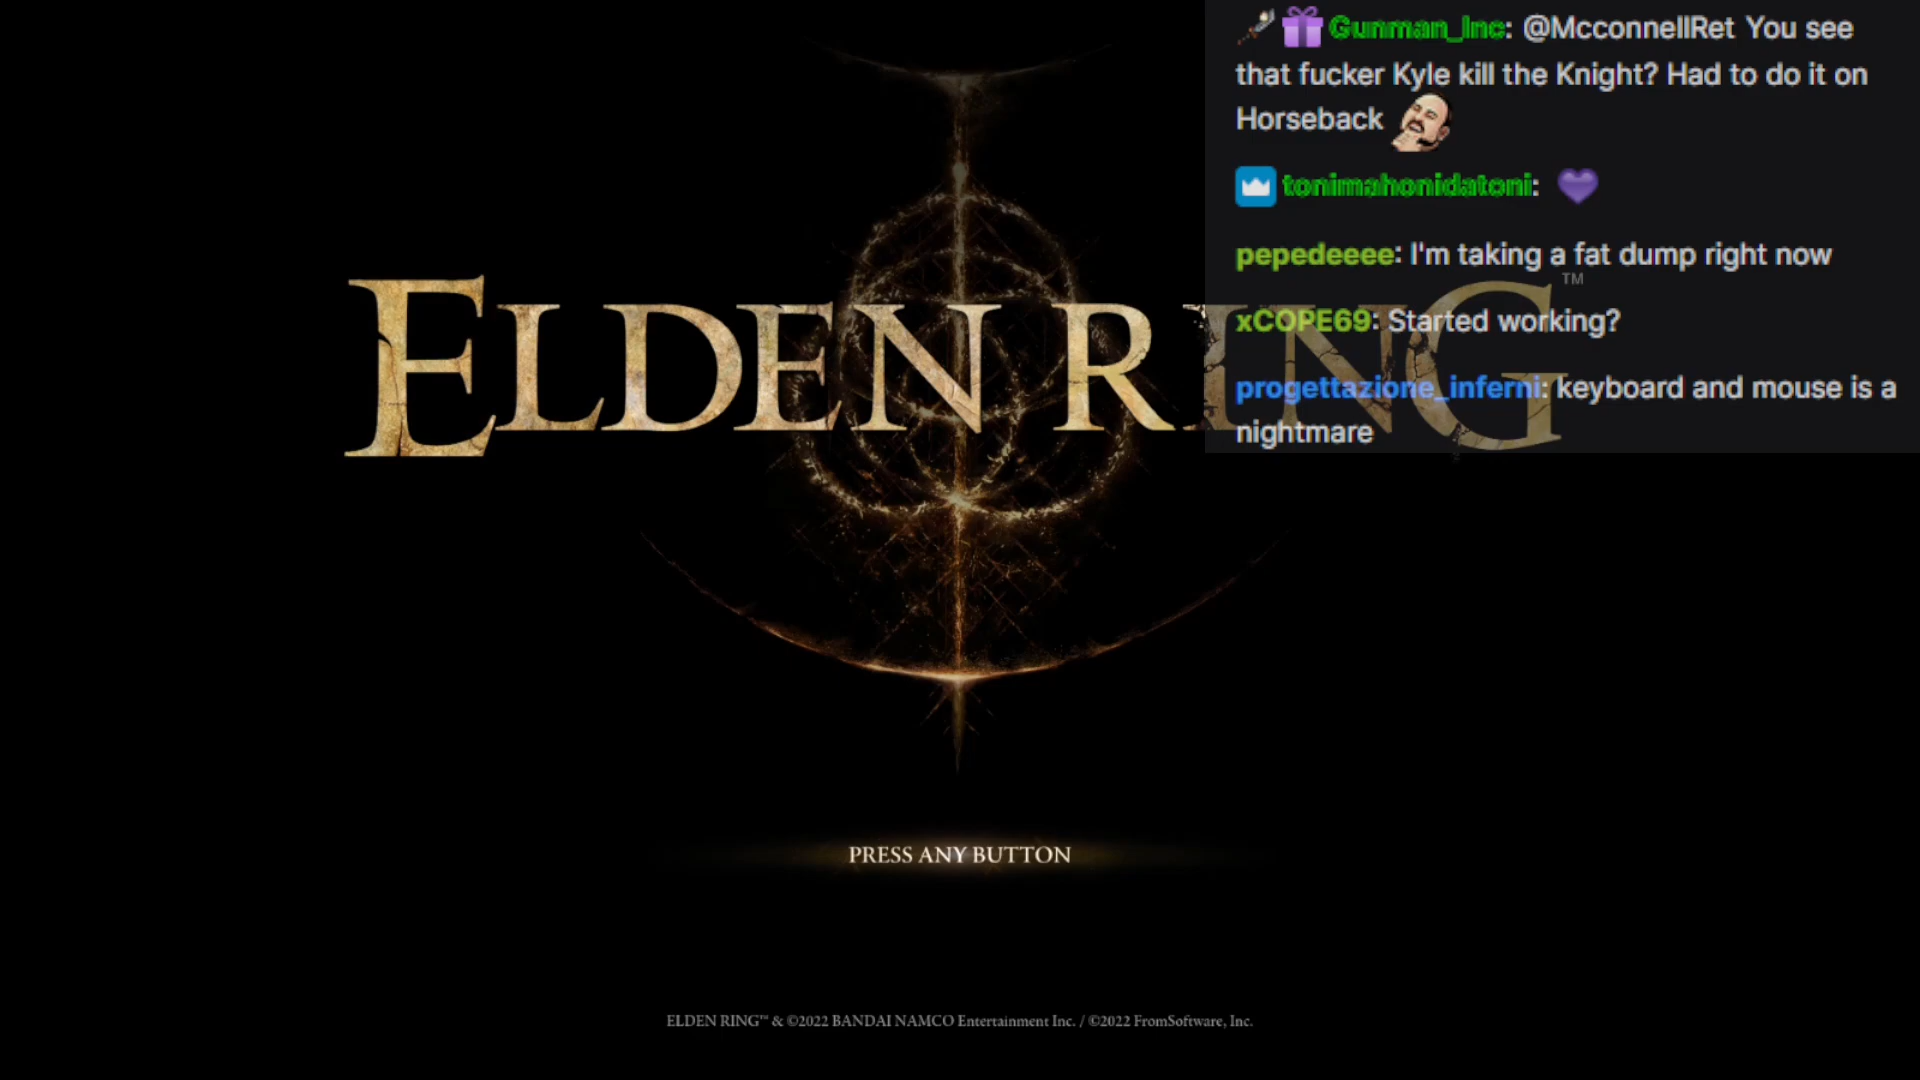 Gunman_Inc: @McconnellRet You see
that fucker Kyle kill the Knight? Had to do it on
Horseback
tonimahonidatoni:
pepedeeee: I'm taking a fat dump right now
xCOPE69: Started working?
progettazione_inferni: keyboard and mouse is a
nightmare
ELDEN RING™
PRESS ANY BUTTON
ELDEN RING™ & ©2022 BANDAI NAMCO Entertainment Inc. / ©2022 FromSoftware, Inc.